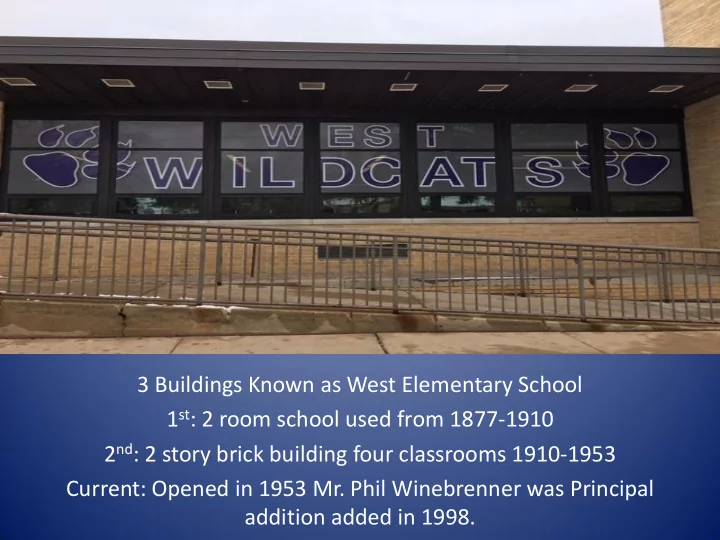 WEST
WILDCATS
3 Buildings Known as West Elementary School
1st: 2 room school used from 1877-1910
2nd: 2 story brick building four classrooms 1910-1953
Current: Opened in 1953 Mr. Phil Winebrenner was Principal
addition added in 1998.